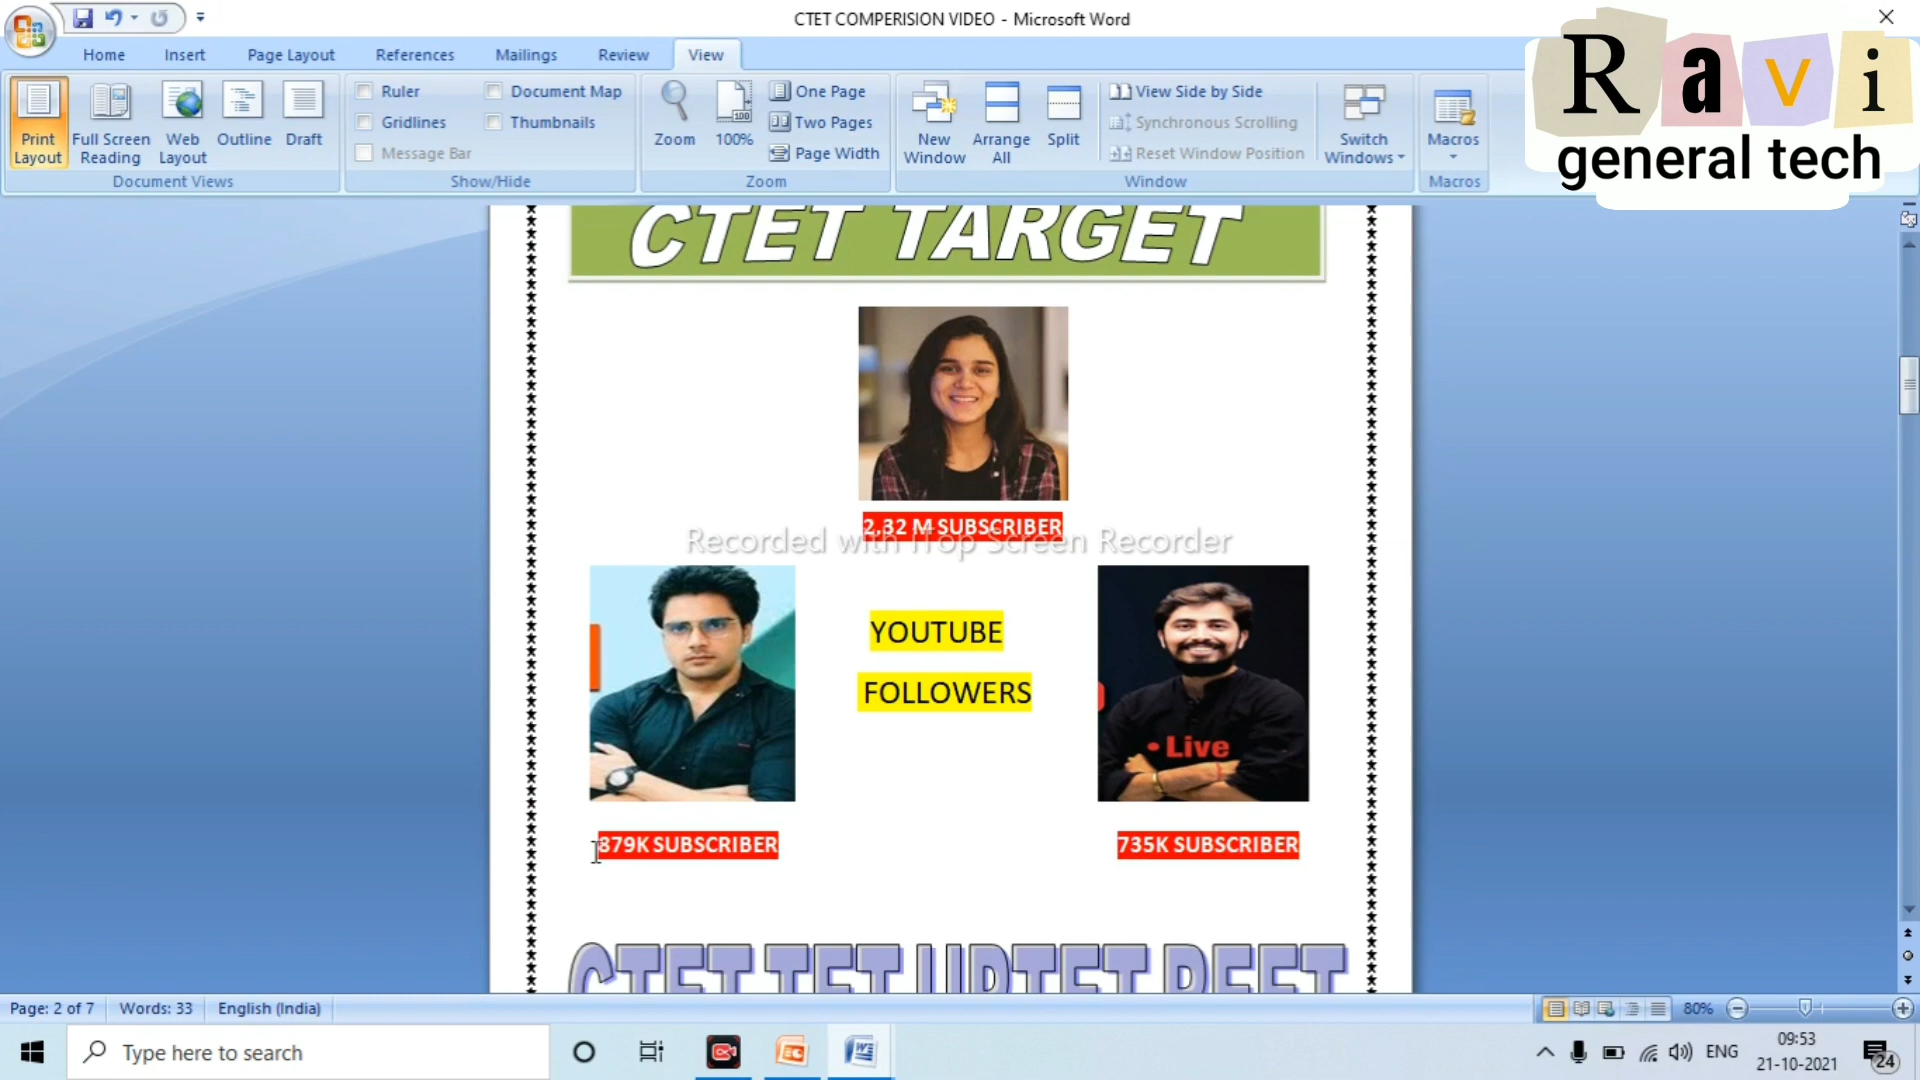 CTET COMPERISION VIDEO - Microsoft Word
Home Insert Page Layout References Mailings Review View
Print Layout
Full Screen Reading
Web Layout
Outline
Draft
Document Views
Ruler
Gridlines
Message Bar
Document Map
Thumbnails
Show/Hide
Zoom
100%
One Page
Two Pages
Page Width
Zoom
New Window
Arrange All
Split
View Side by Side
Synchronous Scrolling
Reset Window Position
Switch Windows
Window
Macros
Macros
Ravi
general tech
CTET TARGET
2,32 M SUBSCRIBER
Recorded with iTop Screen Recorder
YOUTUBE
FOLLOWERS
• Live
879K SUBSCRIBER
735K SUBSCRIBER
CTET TET UPTET REET
Page: 2 of 7 Words: 33 English (India) 80%
Type here to search
ENG
09:53
21-10-2021
24